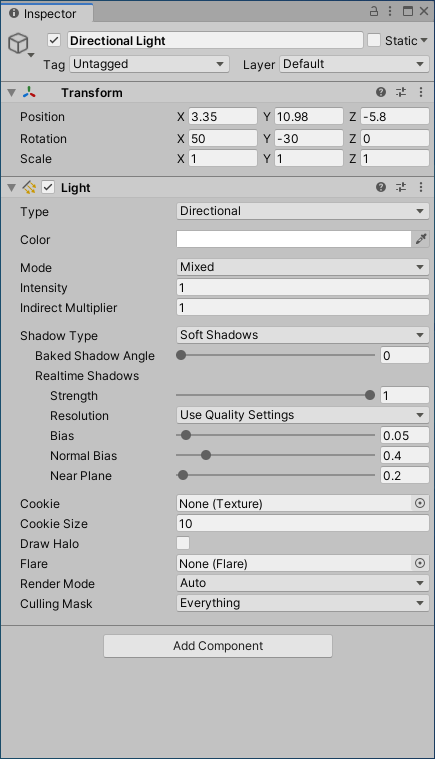 Inspector
Directional Light Static
Tag Untagged Layer Default
Transform
Position X 3.35 Y 10.98 Z -5.8
Rotation X 50 Y -30 Z 0
Scale X 1 Y 1 Z 1
Light
Type Directional
Color
Mode Mixed
Intensity 1
Indirect Multiplier 1
Shadow Type Soft Shadows
Baked Shadow Angle 0
Realtime Shadows
Strength 1
Resolution Use Quality Settings
Bias 0.05
Normal Bias 0.4
Near Plane 0.2
Cookie None (Texture)
Cookie Size 10
Draw Halo
Flare None (Flare)
Render Mode Auto
Culling Mask Everything
Add Component